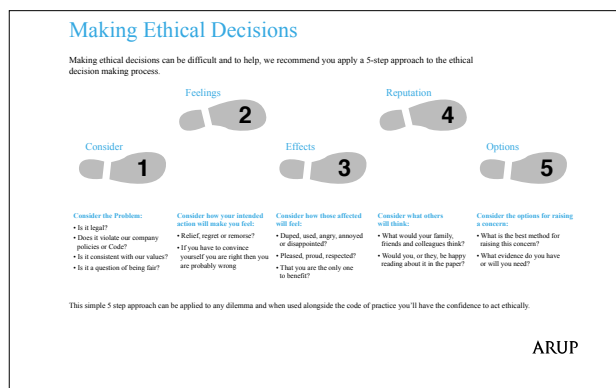 Making Ethical Decisions
Making ethical decisions can be difficult and to help, we recommend you apply a 5-step approach to the ethical
decision making process.
Feelings
Reputation
2
4
Consider
Effects
Options
1
3
5
Consider the Problem:
• Is it legal?
• Does it violate our company
policies or Code?
• Is it consistent with our values?
• Is it a question of being fair?
Consider how your intended
action will make you feel:
• Relief, regret or remorse?
• If you have to convince
yourself you are right then you
are probably wrong
Consider how those affected
will feel:
• Duped, used, angry, annoyed
or disappointed?
• Pleased, proud, respected?
• That you are the only one
to benefit?
Consider what others
will think:
• What would your family,
friends and colleagues think?
• Would you, or they, be happy
reading about it in the paper?
Consider the options for raising
a concern:
• What is the best method for
raising this concern?
• What evidence do you have
or will you need?
This simple 5 step approach can be applied to any dilemma and when used alongside the code of practice you’ll have the confidence to act ethically.
ARUP